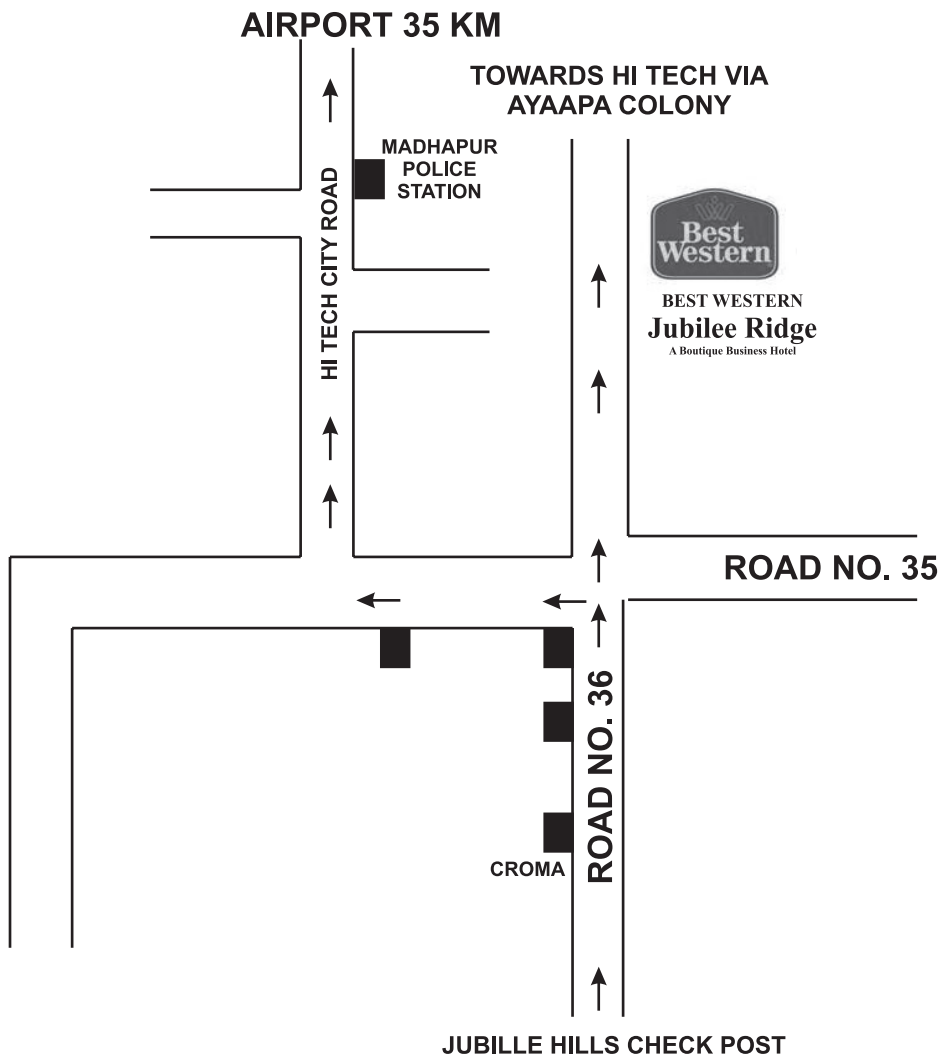 AIRPORT 35 KM
TOWARDS HI TECH VIA
AYAAPA COLONY
MADHAPUR
POLICE
STATION
HI TECH CITY ROAD
Best
Western
BEST WESTERN
Jubilee Ridge
A Boutique Business Hotel
ROAD NO. 35
ROAD NO. 36
CROMA
JUBILLE HILLS CHECK POST